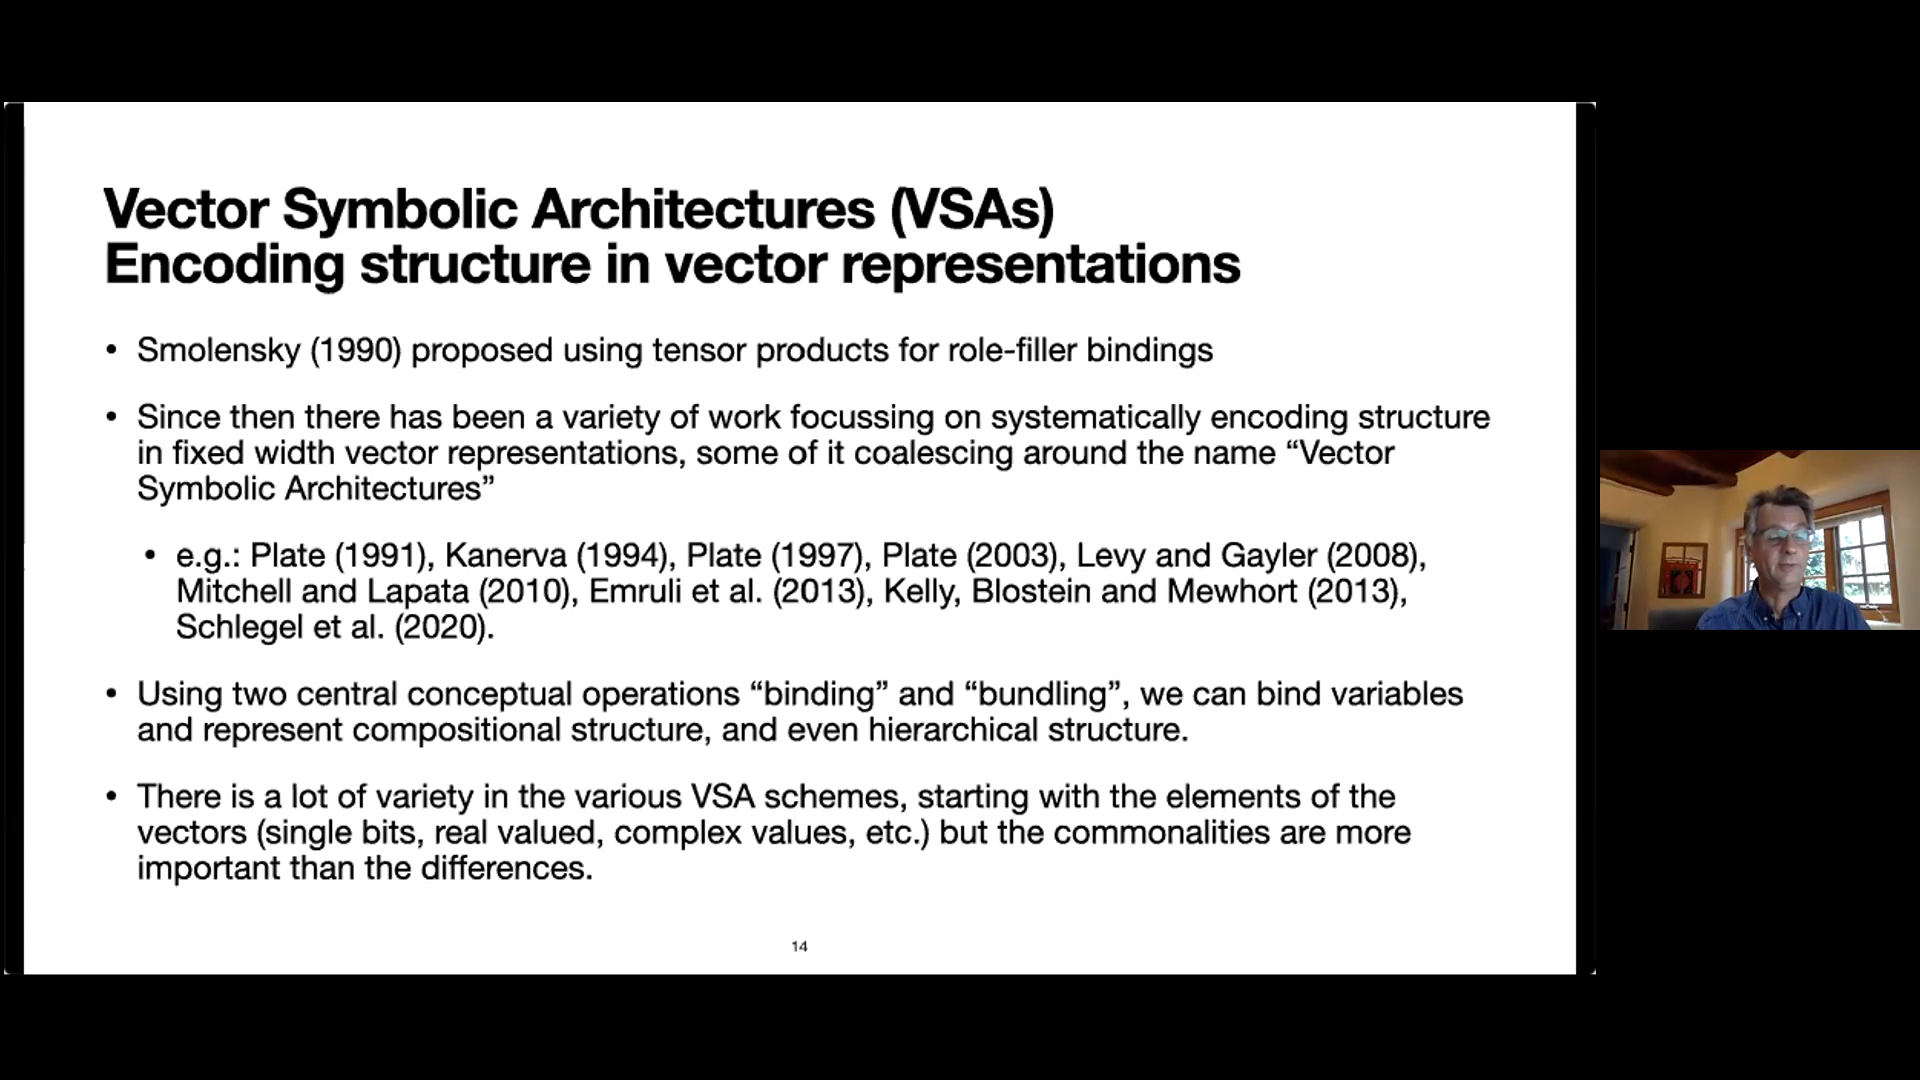 Vector Symbolic Architectures (VSAs)
Encoding structure in vector representations
• Smolensky (1990) proposed using tensor products for role-filler bindings
• Since then there has been a variety of work focussing on systematically encoding structure
in fixed width vector representations, some of it coalescing around the name “Vector
Symbolic Architectures”
• e.g.: Plate (1991), Kanerva (1994), Plate (1997), Plate (2003), Levy and Gayler (2008),
Mitchell and Lapata (2010), Emruli et al. (2013), Kelly, Blostein and Mewhort (2013),
Schlegel et al. (2020).
• Using two central conceptual operations “binding” and “bundling”, we can bind variables
and represent compositional structure, and even hierarchical structure.
• There is a lot of variety in the various VSA schemes, starting with the elements of the
vectors (single bits, real valued, complex values, etc.) but the commonalities are more
important than the differences.
14